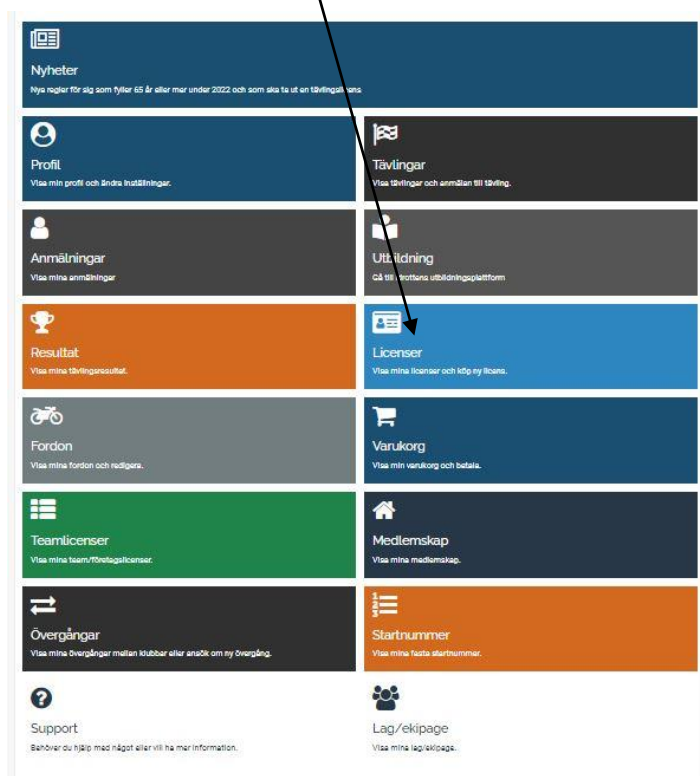 Nyheter
Nya regler för sig som fyller 65 år eller mer under 2022 och som ska ta ut en tävlingslicens
Profil
Visa min profil och ändra inställningar.
Tävlingar
Visa tävlingar och anmälan till tävling.
Anmälningar
Visa mina anmälningar
Utbildning
Gå till idrottens utbildningsplattform
Resultat
Visa mina tävlingsresultat.
Licenser
Visa mina licenser och köp ny licens.
Fordon
Visa mina fordon och redigera.
Varukorg
Visa min varukorg och betala.
Teamlicenser
Visa mina team/företagslicenser.
Medlemskap
Visa mina medlemskap.
Övergångar
Visa mina övergångar mellan klubbar eller ansök om ny övergång.
Startnummer
Visa mina fasta startnummer.
Support
Behöver du hjälp med något eller vill ha mer information.
Lag/ekipage
Visa mina lag/ekipage.